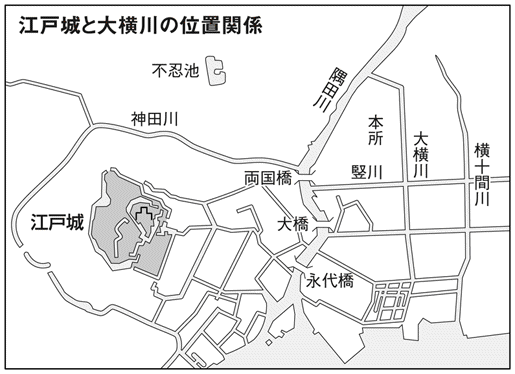 江戸城と大横川の位置関係
不忍池
隅田川
神田川
本所
大横川
横十間川
竪川
両国橋
江戸城
大橋
永代橋